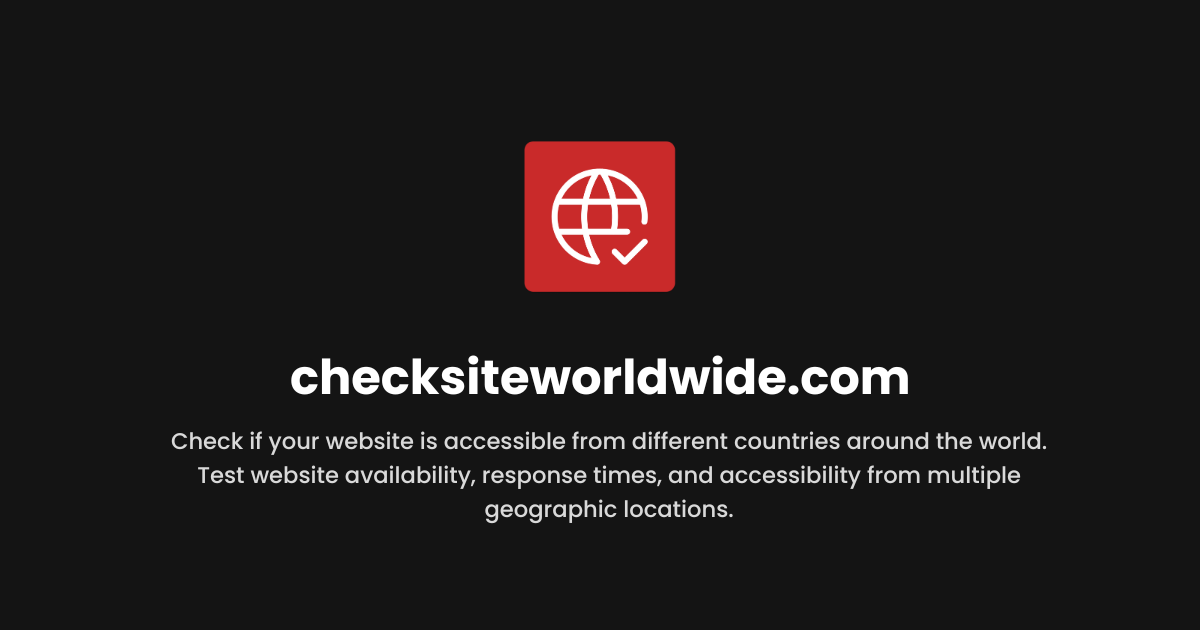 checksiteworldwide.com
Check if your website is accessible from different countries around the world.
Test website availability, response times, and accessibility from multiple
geographic locations.